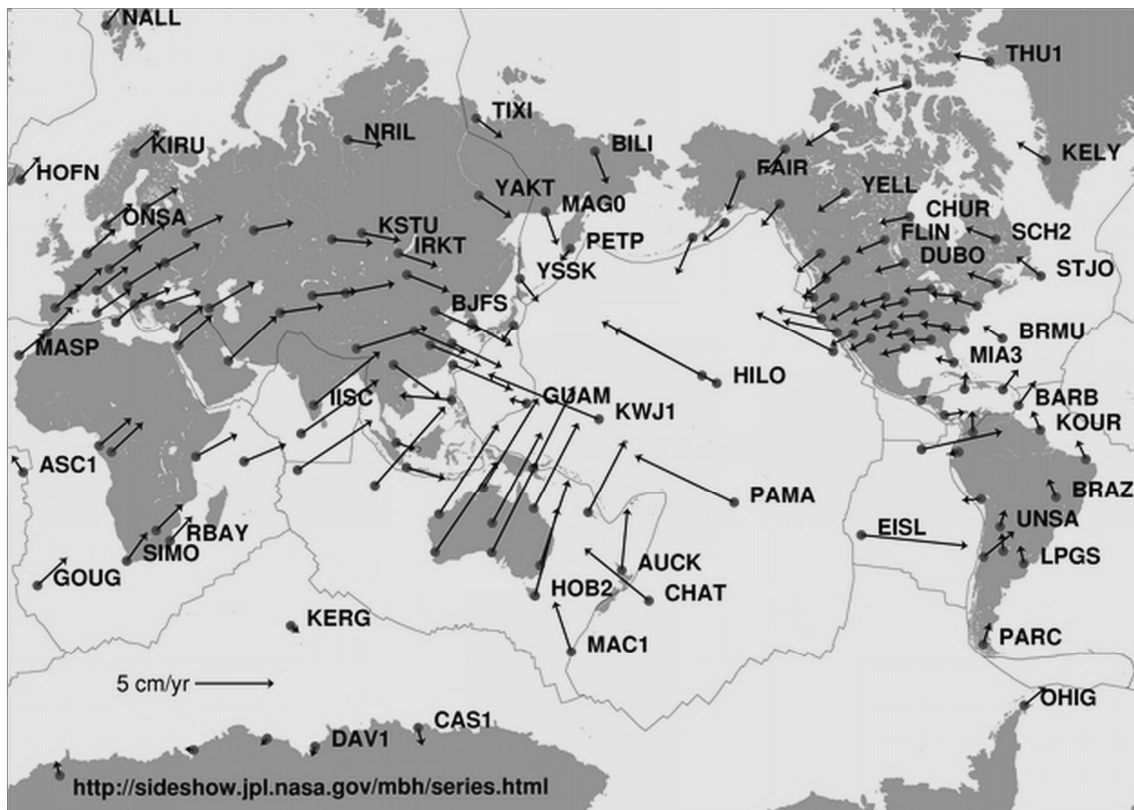 NALL
THU1
TIXI
NRIL
KIRU
BILI
HOFN
FAIR
KELY
YAKT
YELL
MAG0
ONSA
CHUR
KSTU
FLIN
SCH2
IRKT
PETP
DUBO
YSSK
STJO
BJFS
BRMU
MASP
MIA3
HILO
IISC
GUAM
BARB
KWJ1
KOUR
ASC1
PAMA
BRAZ
EISL
UNSA
RBAY
SIMO
LPGS
AUCK
GOUG
HOB2
CHAT
KERG
PARC
MAC1
5 cm/yr
OHIG
CAS1
DAV1
http://sideshow.jpl.nasa.gov/mbh/series.html